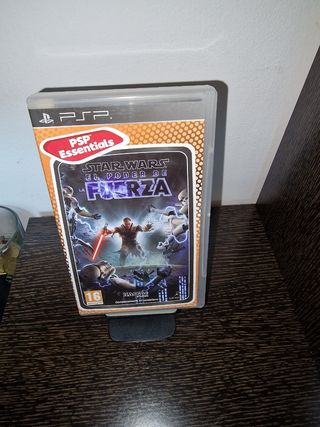 PSP
PSP
Essentials
STAR WARS
EL PODER DE
LA FUERZA
16